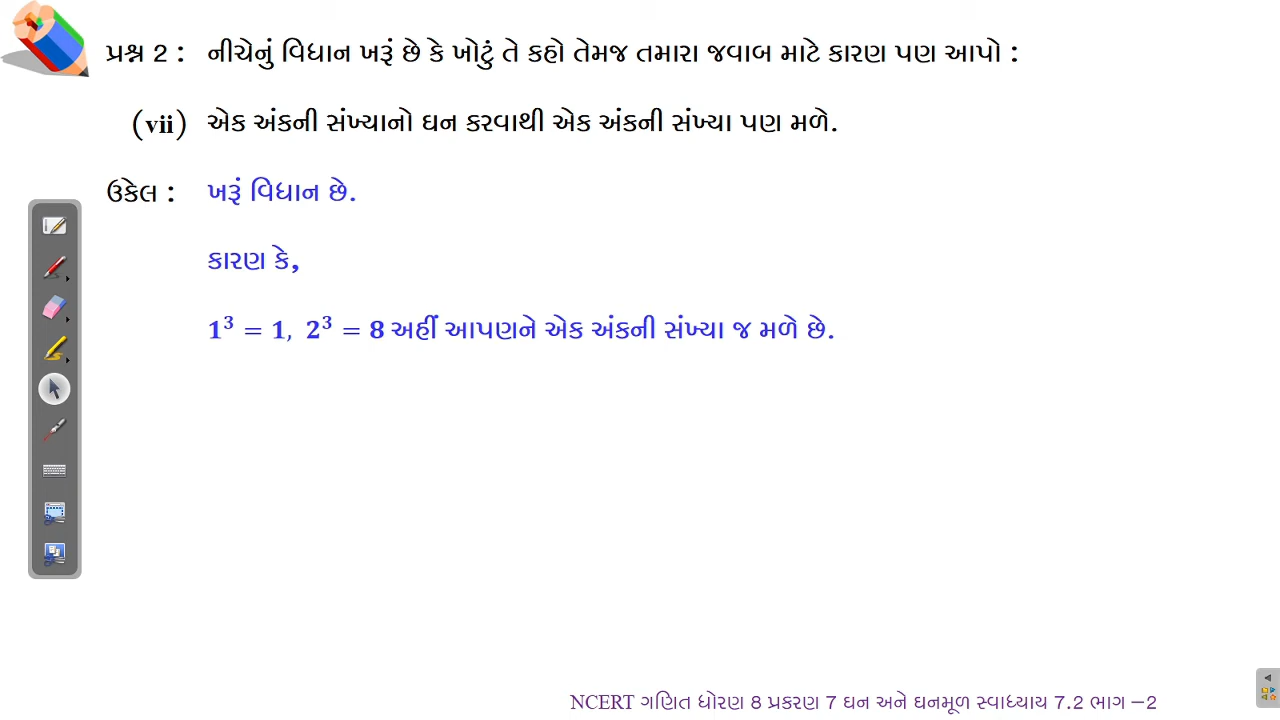 પ્રશ્ન 2 : નીચેનું વિધાન ખરૂં છે કે ખોટું તે કહો તેમજ તમારા જવાબ માટે કારણ પણ આપો :
(vii) એક અંકની સંખ્યાનો ઘન કરવાથી એક અંકની સંખ્યા પણ મળે.
ઉકેલ : ખરૂં વિધાન છે.
કારણ કે,
1³ = 1, 2³ = 8 અહીં આપણને એક અંકની સંખ્યા જ મળે છે.
NCERT ગણિત ધોરણ 8 પ્રકરણ 7 ઘન અને ઘનમૂળ સ્વાધ્યાય 7.2 ભાગ –2